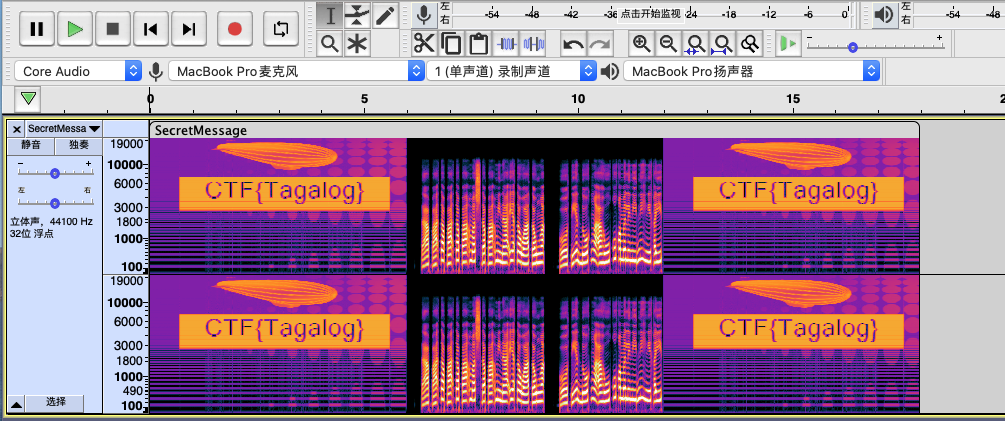 左
右
-54 -48 -42 -36 点击开始监视 -24 -18 -12 -6 0
左
右
-54 -48
Core Audio MacBook Pro麦克风 1 (单声道) 录制声道 MacBook Pro扬声器
0 5 10 15
SecretMessa SecretMessage
静音 独奏
- +
左 右
立体声, 44100 Hz
32位 浮点
19000
10000
6000
3000
1800
1000
100
CTF{Tagalog} CTF{Tagalog}
19000
10000
6000
3000
1800
1000
490
100
CTF{Tagalog} CTF{Tagalog}
选择